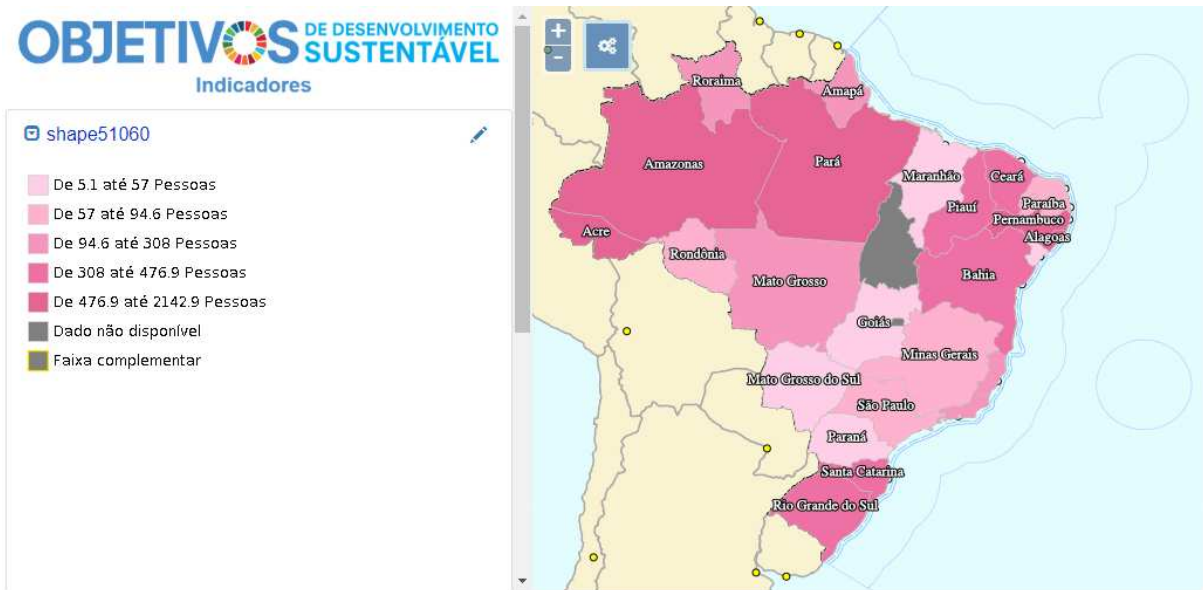 OBJETIVOS DE DESENVOLVIMENTO
SUSTENTÁVEL
Indicadores
shape51060
De 5.1 até 57 Pessoas
De 57 até 94.6 Pessoas
De 94.6 até 308 Pessoas
De 308 até 476.9 Pessoas
De 476.9 até 2142.9 Pessoas
Dado não disponível
Faixa complementar
+
-
Roraima
Amapá
Amazonas
Pará
Maranhão
Ceará
Piauí
Paraíba
Pernambuco
Alagoas
Acre
Rondônia
Mato Grosso
Bahia
Goiás
Minas Gerais
Mato Grosso do Sul
São Paulo
Paraná
Santa Catarina
Rio Grande do Sul